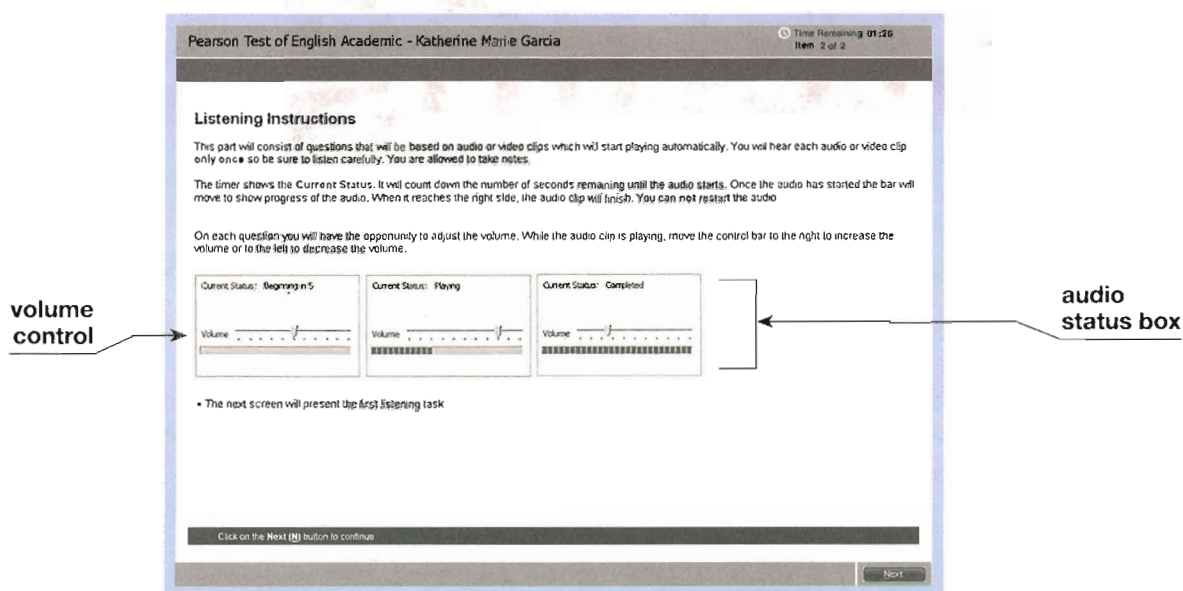 Pearson Test of English Academic - Katherine Marie Garcia
Time Remaining 01:26
Item 2 of 2
Listening Instructions
This part will consist of questions that will be based on audio or video clips which will start playing automatically. You will hear each audio or video clip
only once so be sure to listen carefully. You are allowed to take notes.
The timer shows the Current Status. It will count down the number of seconds remaining until the audio starts. Once the audio has started the bar will
move to show progress of the audio. When it reaches the right side, the audio clip will finish. You can not restart the audio
On each question you will have the opportunity to adjust the volume. While the audio clip is playing, move the control bar to the right to increase the
volume or to the left to decrease the volume.
Current Status: Beginning in 5
Volume
Current Status: Playing
Volume
Current Status: Completed
Volume
volume
control
audio
status box
• The next screen will present the first listening task
Click on the Next (N) button to continue
Next